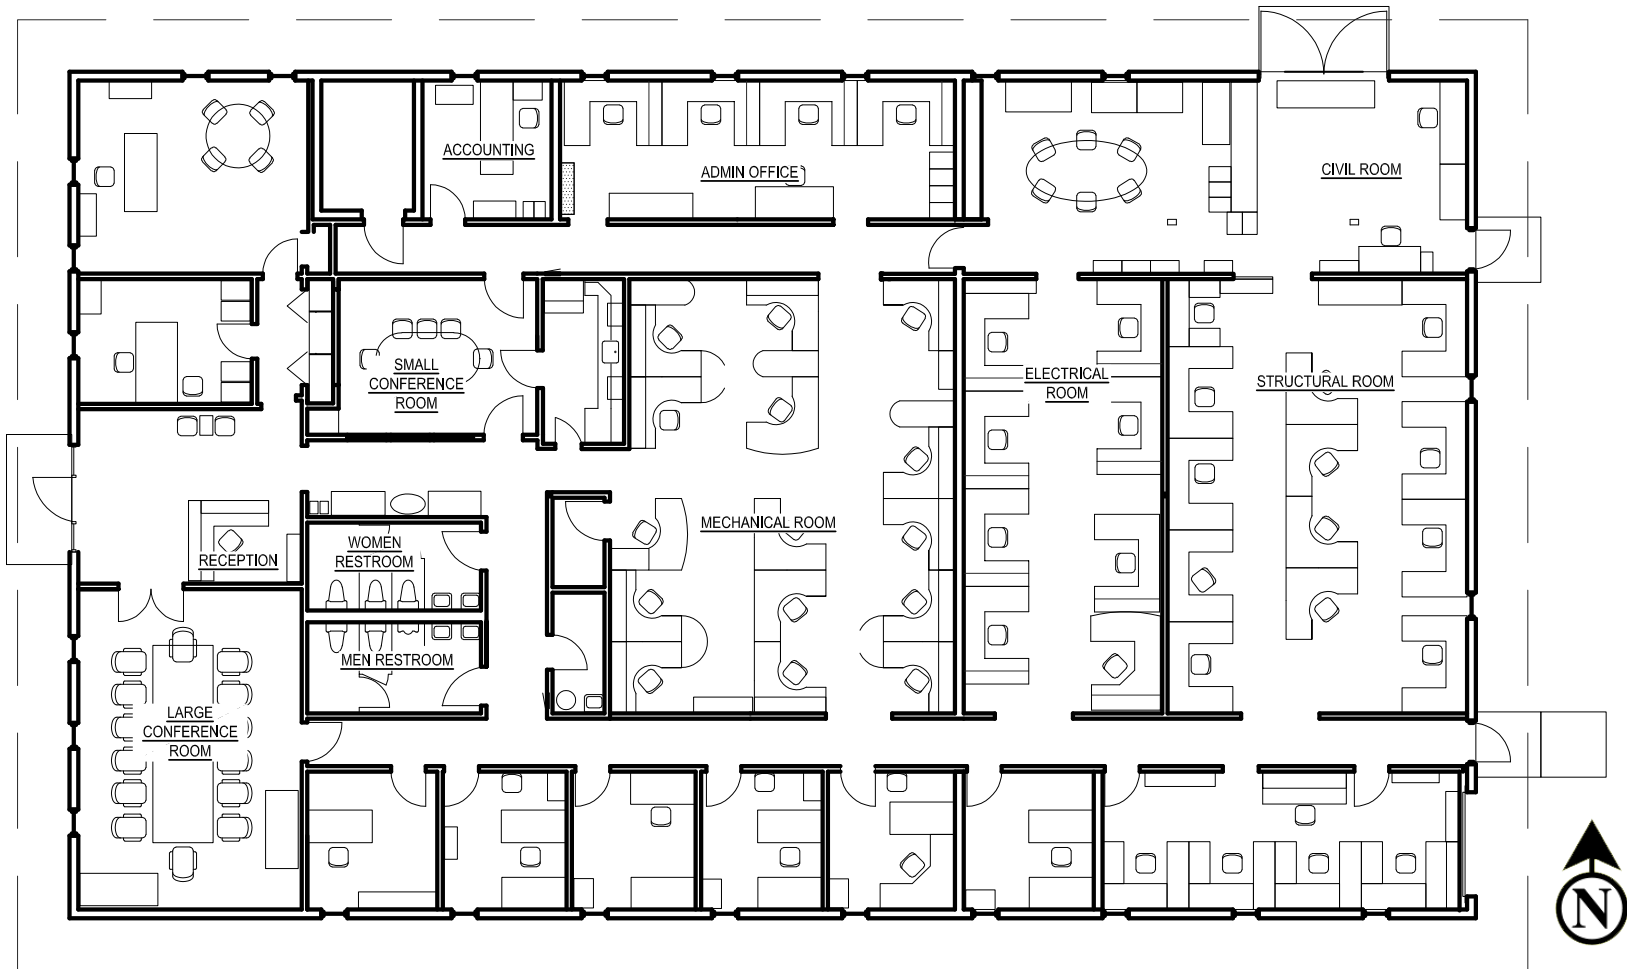 ACCOUNTING
ADMIN OFFICE
CIVIL ROOM
SMALL
CONFERENCE
ROOM
ELECTRICAL
ROOM
STRUCTURAL ROOM
MECHANICAL ROOM
WOMEN
RESTROOM
RECEPTION
MEN RESTROOM
LARGE
CONFERENCE
ROOM
N